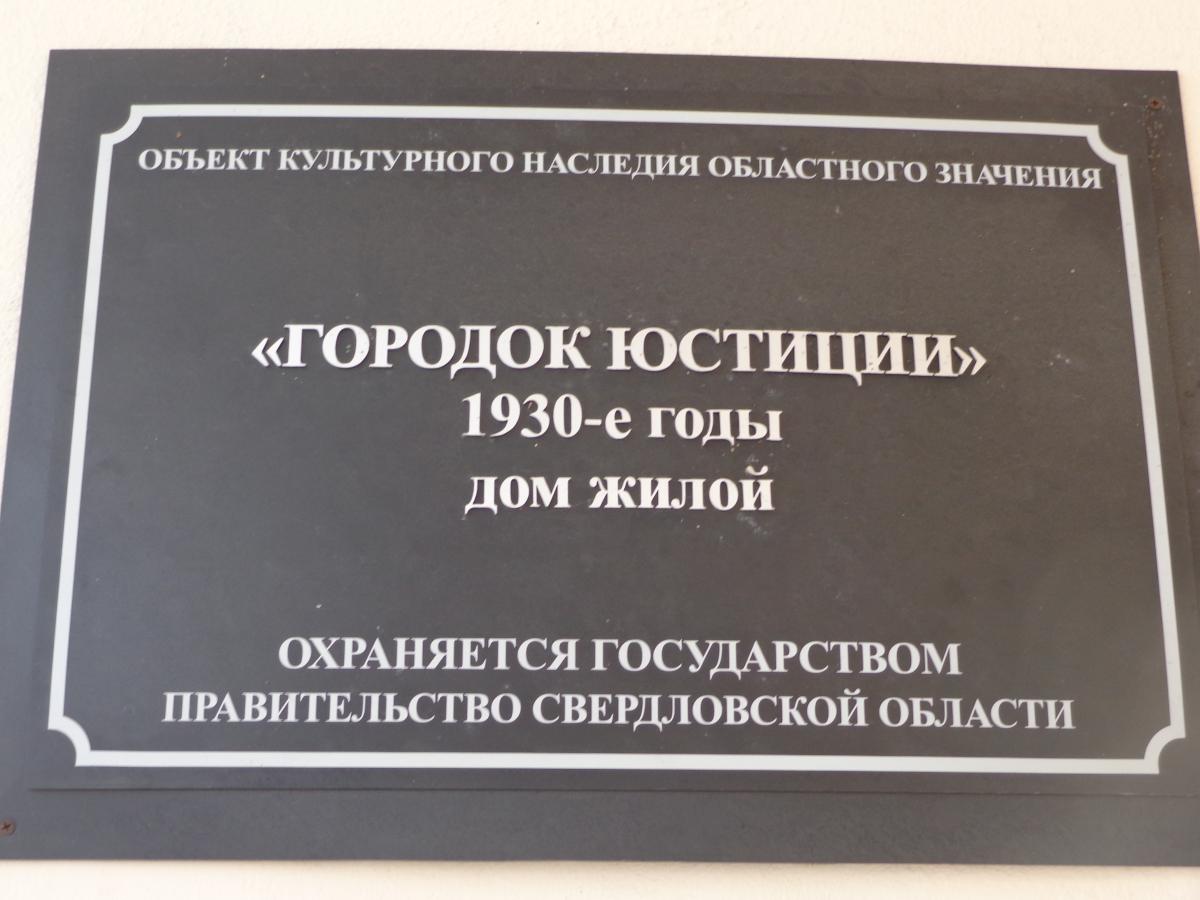 ОБЪЕКТ КУЛЬТУРНОГО НАСЛЕДИЯ ОБЛАСТНОГО ЗНАЧЕНИЯ
«ГОРОДОК ЮСТИЦИИ»
1930-е годы
дом жилой
ОХРАНЯЕТСЯ ГОСУДАРСТВОМ
ПРАВИТЕЛЬСТВО СВЕРДЛОВСКОЙ ОБЛАСТИ